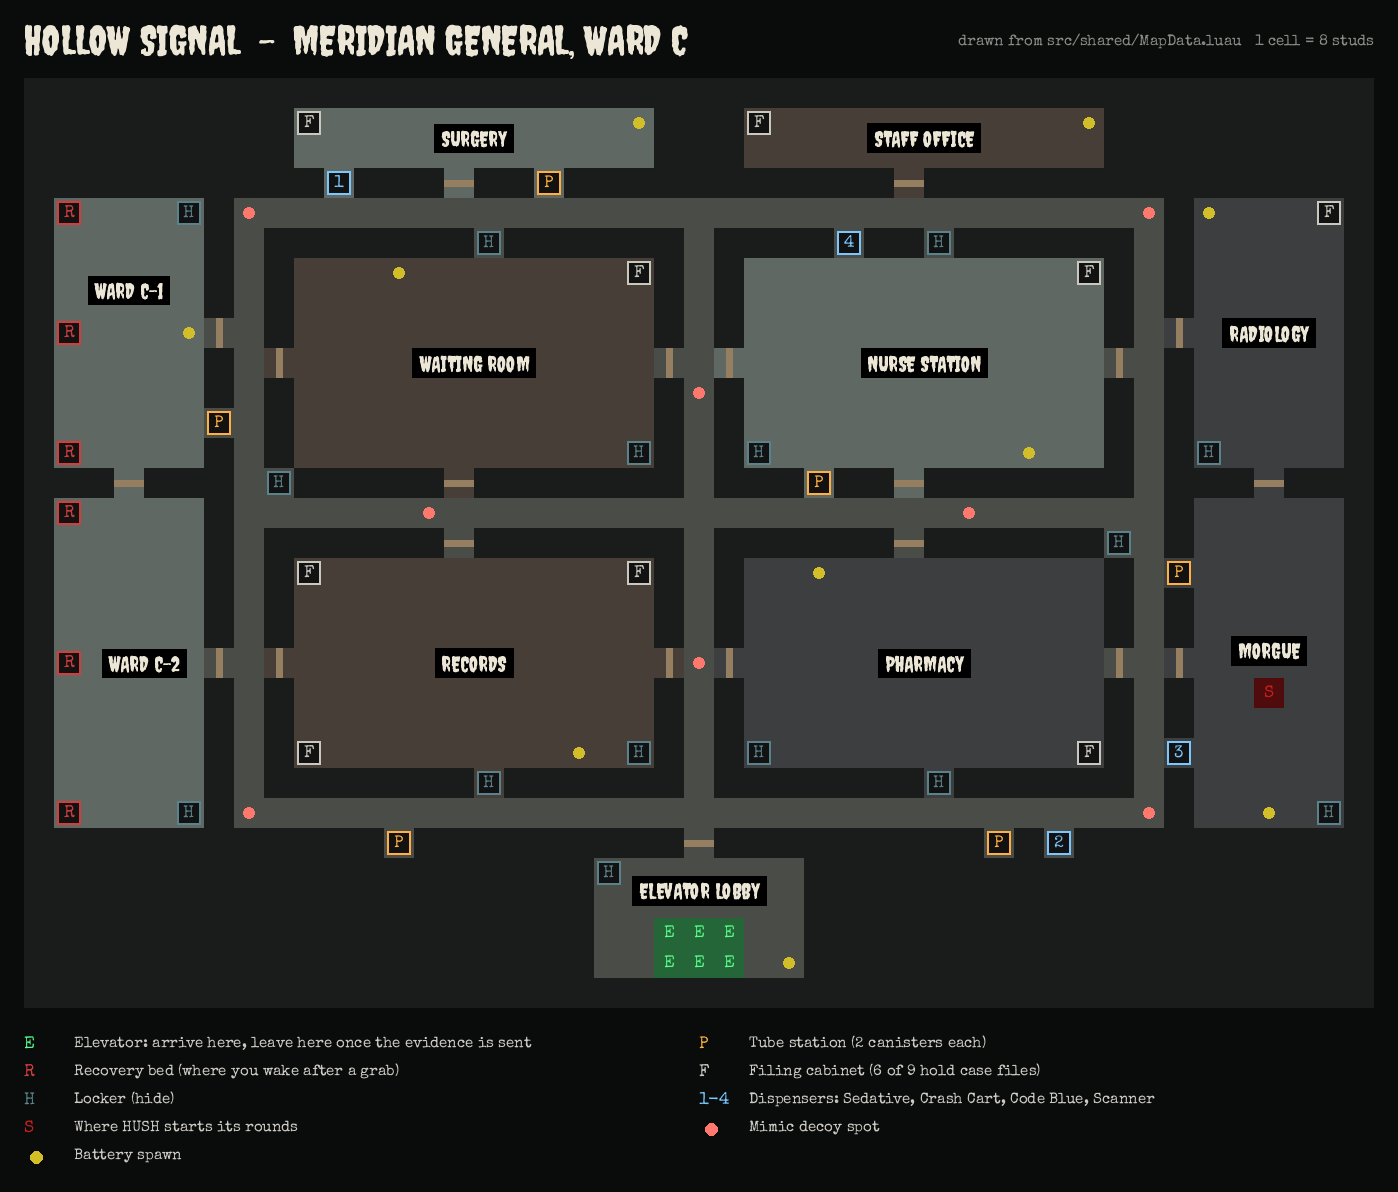 HOLLOW SIGNAL – MERIDIAN GENERAL, WARD C
drawn from src/shared/MapData.luau 1 cell = 8 studs
F
SURGERY
F
STAFF OFFICE
1
P
R
H
F
H
4
H
F
F
WARD C-1
R
RADIOLOGY
WAITING ROOM
NURSE STATION
P
R
H
H
H
H
P
R
H
F
F
P
R
WARD C-2
RECORDS
PHARMACY
MORGUE
S
F
H
H
F
3
H
H
R
H
H
P
P
2
H
ELEVATOR LOBBY
E E E
E E E
E Elevator: arrive here, leave here once the evidence is sent
R Recovery bed (where you wake after a grab)
H Locker (hide)
S Where HUSH starts its rounds
Battery spawn
P Tube station (2 canisters each)
F Filing cabinet (6 of 9 hold case files)
1-4 Dispensers: Sedative, Crash Cart, Code Blue, Scanner
Mimic decoy spot